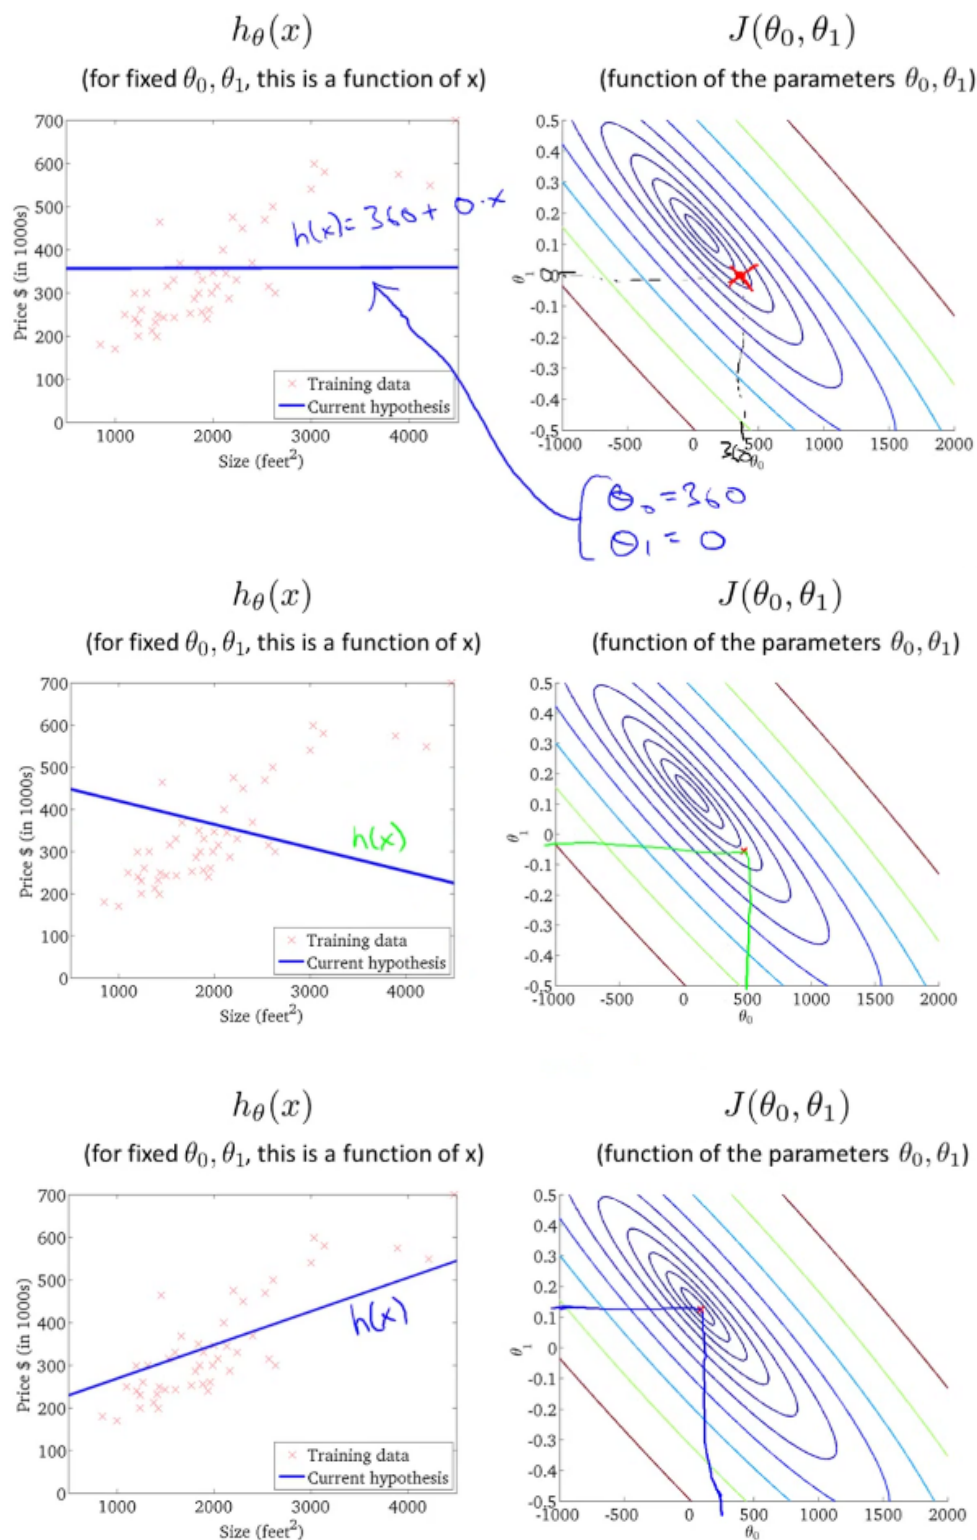 hθ(x)
(for fixed θ0, θ1, this is a function of x)
700
600
500
400
300
200
100
0
Price $ (in 1000s)
1000 2000 3000 4000
Size (feet²)
Training data
Current hypothesis
h(x) = 360 + 0·x
J(θ0, θ1)
(function of the parameters θ0, θ1)
0.5
0.4
0.3
0.2
0.1
0
-0.1
-0.2
-0.3
-0.4
-0.5
θ1
-1000 -500 0 500 1000 1500 2000
360
θ0
θ0 = 360
θ1 = 0
hθ(x)
(for fixed θ0, θ1, this is a function of x)
700
600
500
400
300
200
100
0
Price $ (in 1000s)
1000 2000 3000 4000
Size (feet²)
Training data
Current hypothesis
h(x)
J(θ0, θ1)
(function of the parameters θ0, θ1)
0.5
0.4
0.3
0.2
0.1
0
-0.1
-0.2
-0.3
-0.4
-0.5
θ1
-1000 -500 0 500 1000 1500 2000
θ0
hθ(x)
(for fixed θ0, θ1, this is a function of x)
700
600
500
400
300
200
100
0
Price $ (in 1000s)
1000 2000 3000 4000
Size (feet²)
Training data
Current hypothesis
h(x)
J(θ0, θ1)
(function of the parameters θ0, θ1)
0.5
0.4
0.3
0.2
0.1
0
-0.1
-0.2
-0.3
-0.4
-0.5
θ1
-1000 -500 0 500 1000 1500 2000
θ0